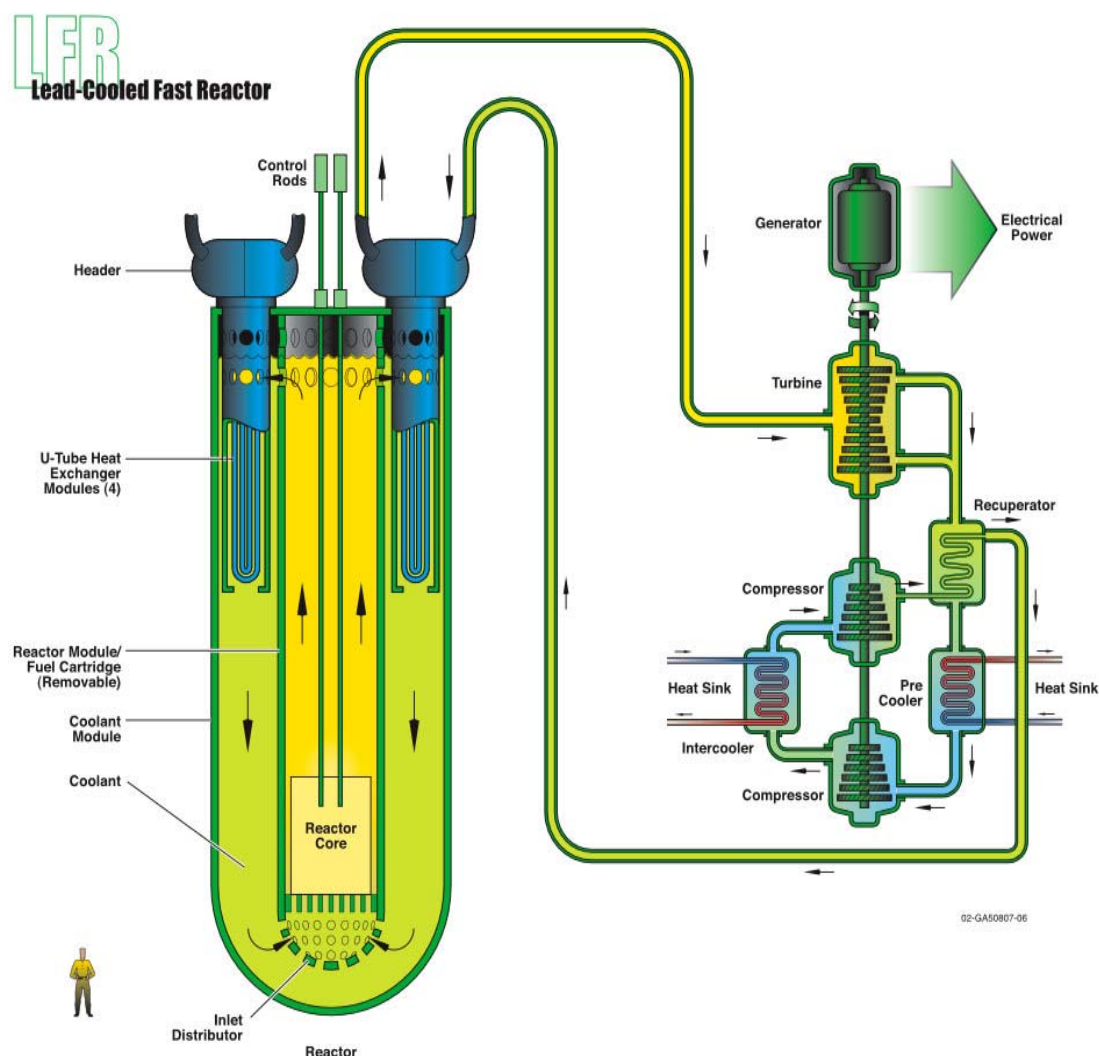 LFR
Lead-Cooled Fast Reactor
Control
Rods
Header
U-Tube Heat
Exchanger
Modules (4)
Reactor Module/
Fuel Cartridge
(Removable)
Coolant
Module
Coolant
Reactor
Core
Inlet
Distributor
Reactor
Generator
Electrical
Power
Turbine
Recuperator
Compressor
Heat Sink
Pre
Cooler
Heat Sink
Intercooler
Compressor
02-GA50807-06